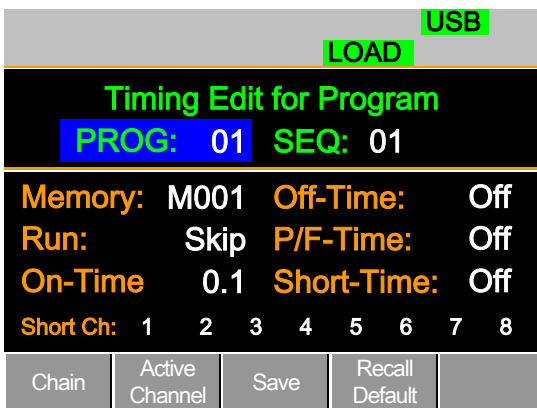 USB
LOAD
Timing Edit for Program
PROG: 01 SEQ: 01
Memory: M001 Off-Time: Off
Run: Skip P/F-Time: Off
On-Time 0.1 Short-Time: Off
Short Ch: 1 2 3 4 5 6 7 8
Chain Active Channel Save Recall Default